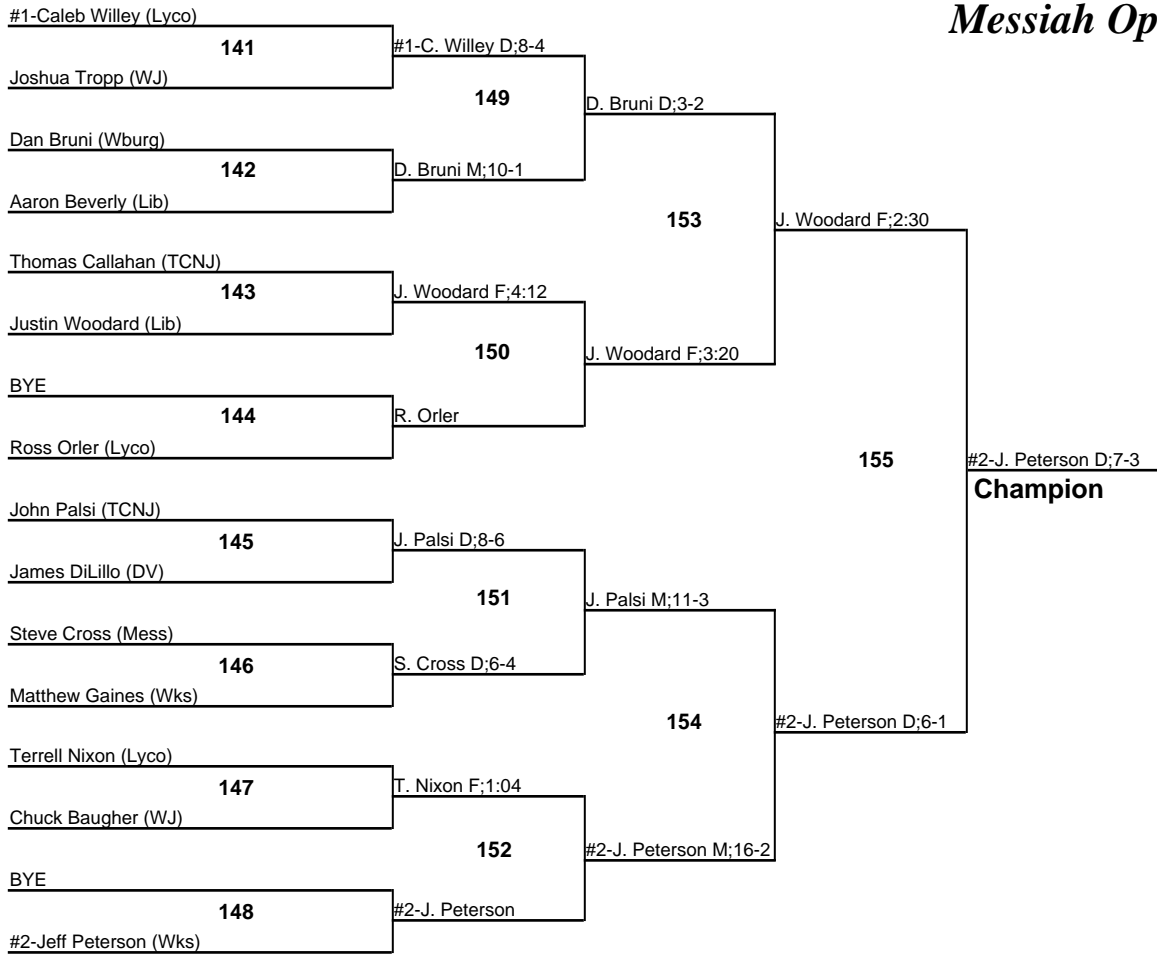 Messiah Op
#1-Caleb Willey (Lyco)
141
Joshua Tropp (WJ)
#1-C. Willey D;8-4
149
Dan Bruni (Wburg)
142
Aaron Beverly (Lib)
D. Bruni M;10-1
D. Bruni D;3-2
153
Thomas Callahan (TCNJ)
143
Justin Woodard (Lib)
J. Woodard F;4:12
150
BYE
144
Ross Orler (Lyco)
R. Orler
J. Woodard F;3:20
J. Woodard F;2:30
155
John Palsi (TCNJ)
145
James DiLillo (DV)
J. Palsi D;8-6
151
Steve Cross (Mess)
146
Matthew Gaines (Wks)
S. Cross D;6-4
J. Palsi M;11-3
154
Terrell Nixon (Lyco)
147
Chuck Baugher (WJ)
T. Nixon F;1:04
152
BYE
148
#2-Jeff Peterson (Wks)
#2-J. Peterson
#2-J. Peterson M;16-2
#2-J. Peterson D;6-1
#2-J. Peterson D;7-3
Champion